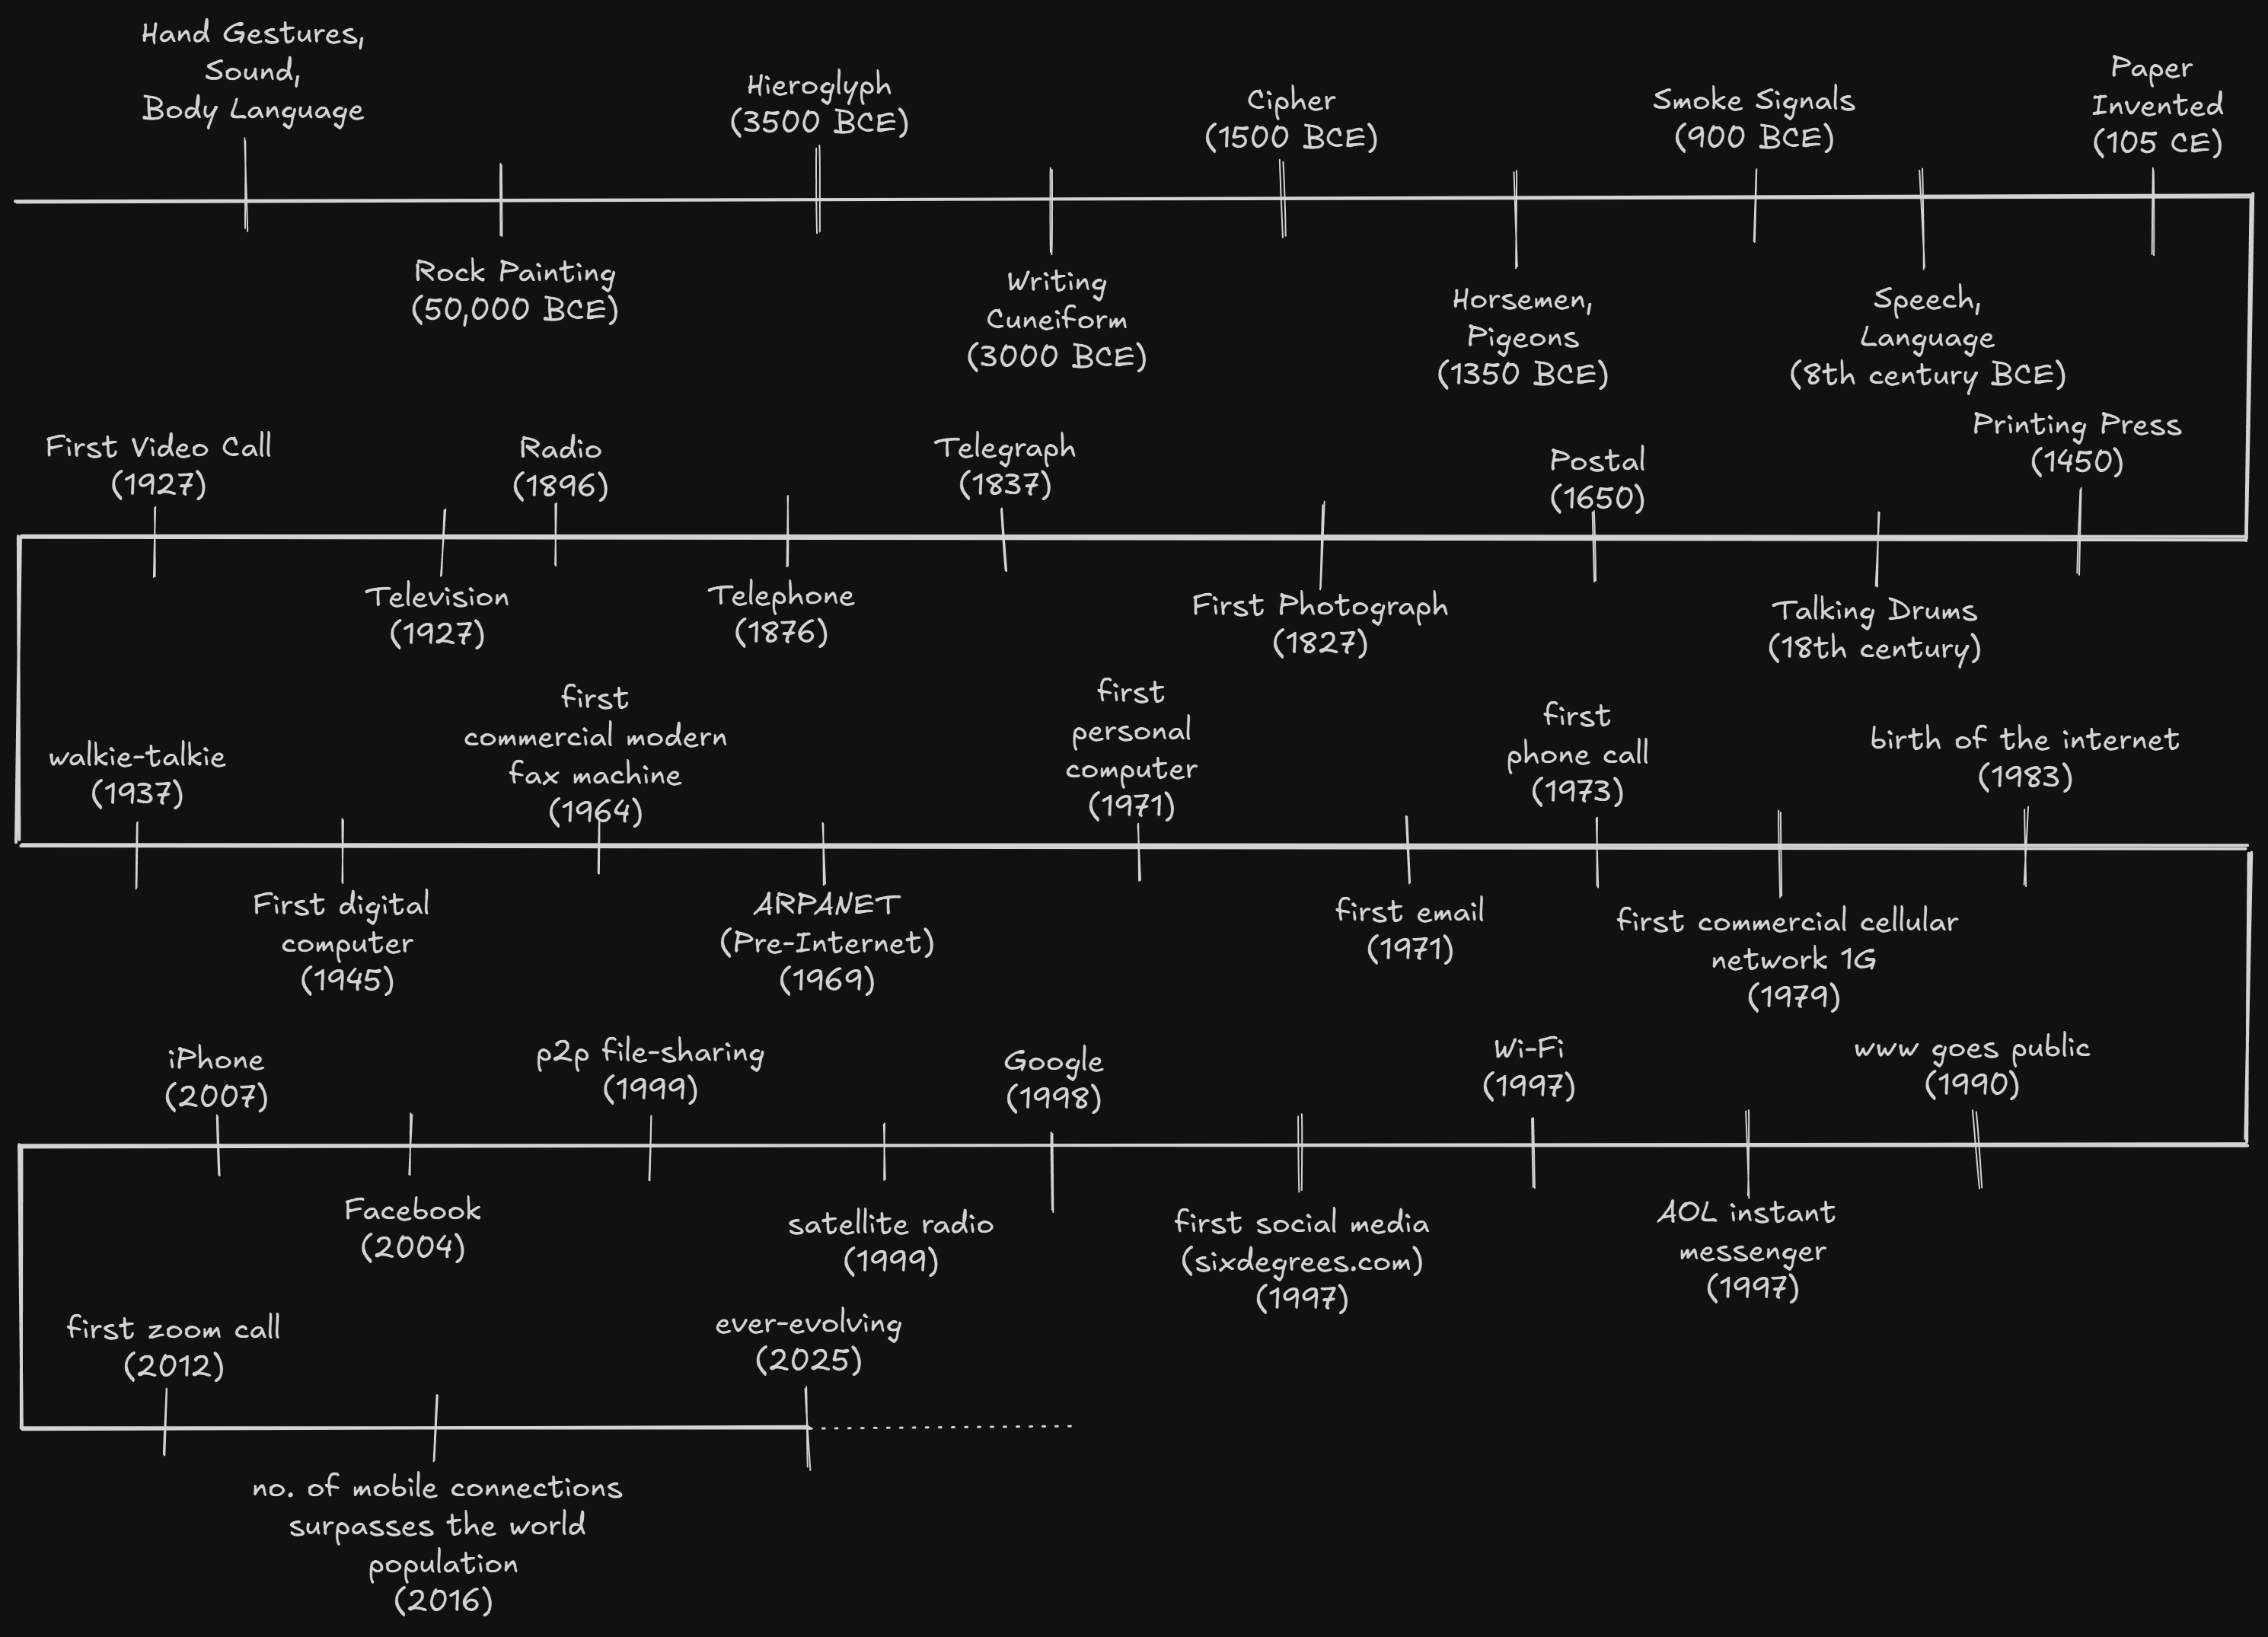 Hand Gestures,
Sound,
Body Language
Rock Painting
(50,000 BCE)
Hieroglyph
(3500 BCE)
Writing
Cuneiform
(3000 BCE)
Cipher
(1500 BCE)
Horsemen,
Pigeons
(1350 BCE)
Smoke Signals
(900 BCE)
Speech,
Language
(8th century BCE)
Paper
Invented
(105 CE)
Printing Press
(1450)
Talking Drums
(18th century)
Postal
(1650)
First Photograph
(1827)
Telegraph
(1837)
Telephone
(1876)
Radio
(1896)
Television
(1927)
First Video Call
(1927)
walkie-talkie
(1937)
First digital
computer
(1945)
first
commercial modern
fax machine
(1964)
ARPANET
(Pre-Internet)
(1969)
first
personal
computer
(1971)
first email
(1971)
first
phone call
(1973)
first commercial cellular
network 1G
(1979)
birth of the internet
(1983)
www goes public
(1990)
AOL instant
messenger
(1997)
Wi-Fi
(1997)
first social media
(sixdegrees.com)
(1997)
Google
(1998)
satellite radio
(1999)
p2p file-sharing
(1999)
Facebook
(2004)
iPhone
(2007)
first zoom call
(2012)
no. of mobile connections
surpasses the world
population
(2016)
ever-evolving
(2025)